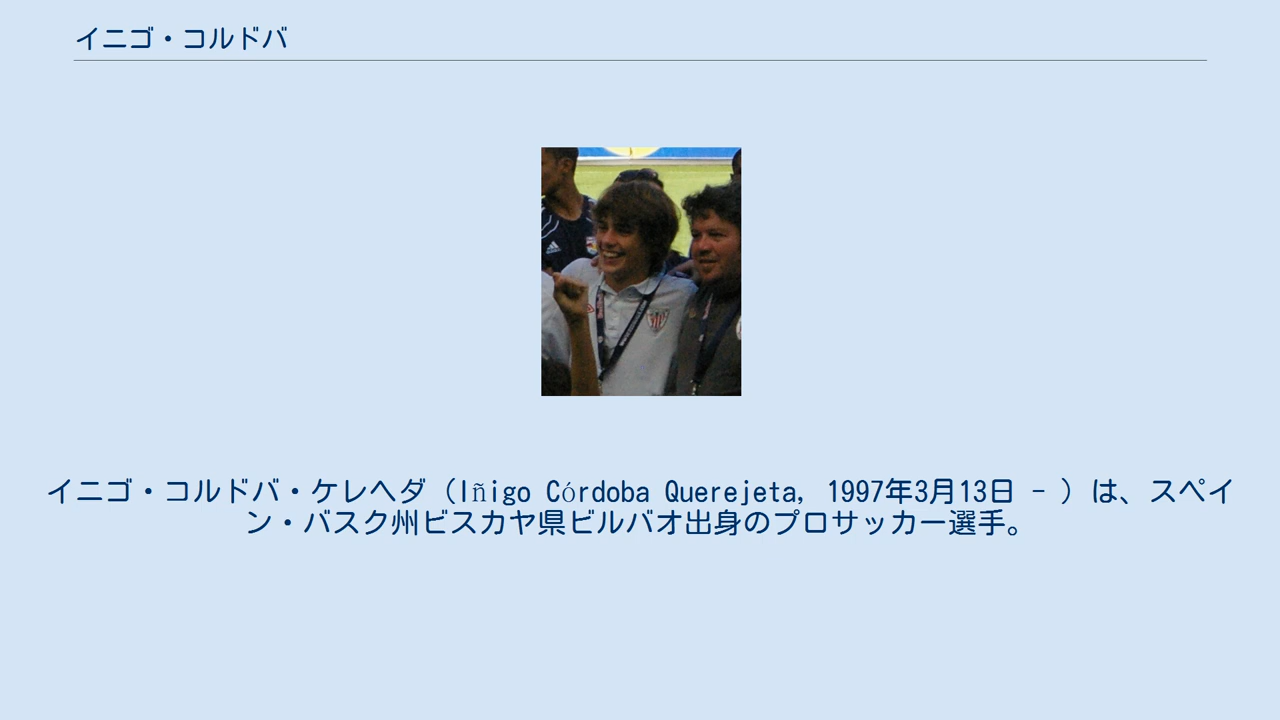 イニゴ・コルドバ
イニゴ・コルドバ・ケレヘダ（Iñigo Córdoba Querejeta, 1997年3月13日 - ）は、スペイ
ン・バスク州ビスカヤ県ビルバオ出身のプロサッカー選手。